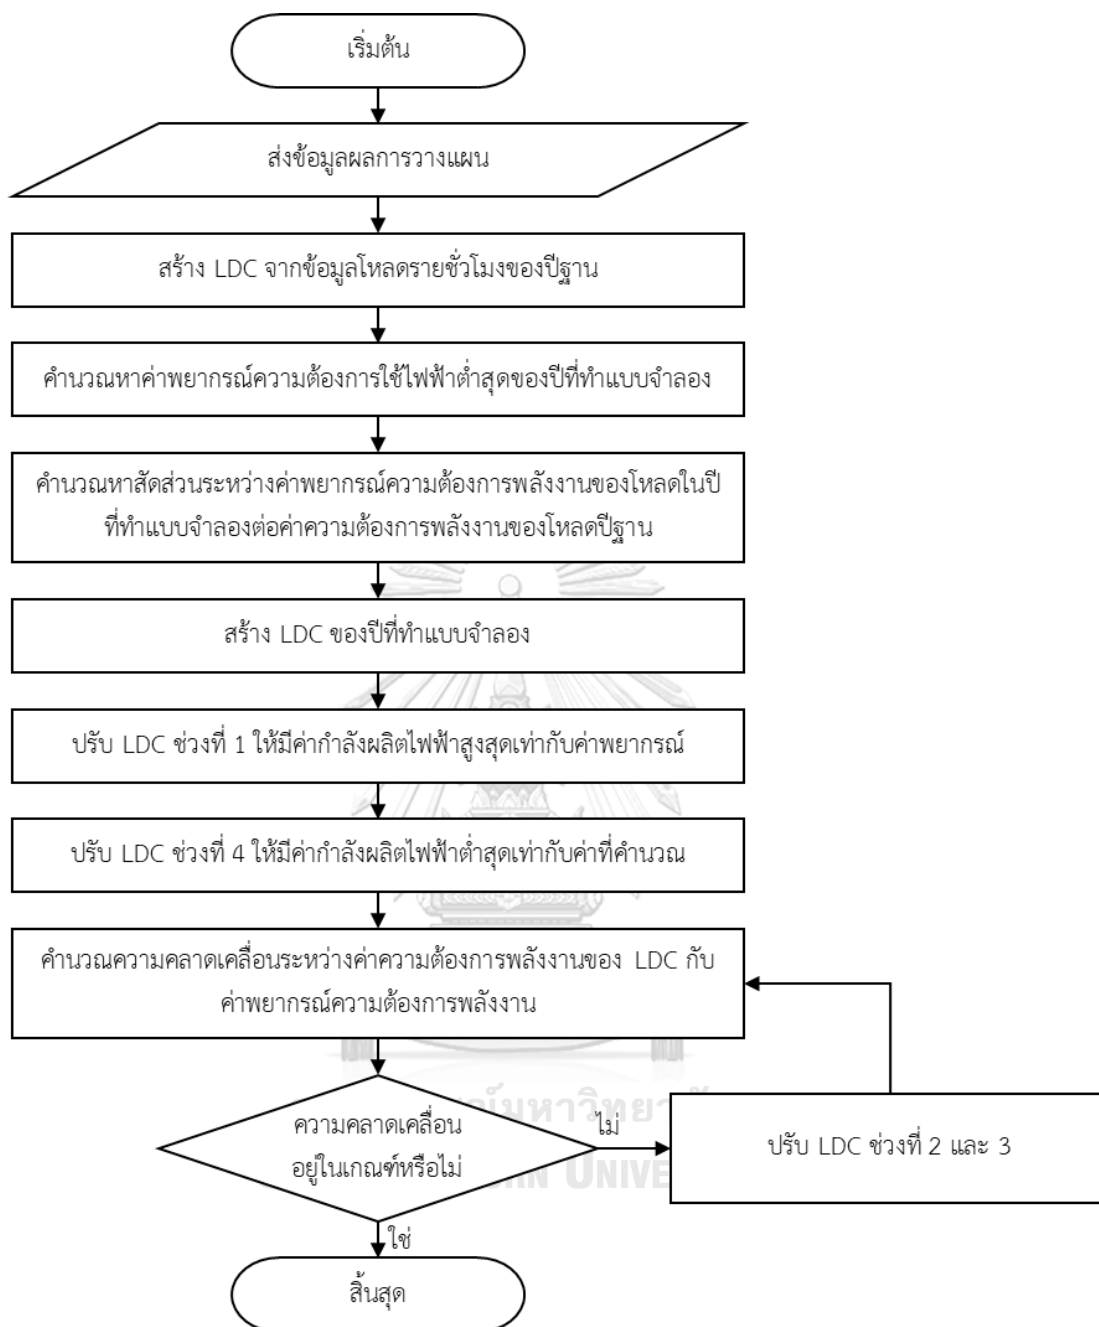 เริ่มต้น
ส่งข้อมูลผลการวางแผน
สร้าง LDC จากข้อมูลโหลดรายชั่วโมงของปีฐาน
คำนวณหาค่าพยากรณ์ความต้องการใช้ไฟฟ้าต่ำสุดของปีที่ทำแบบจำลอง
คำนวณหาสัดส่วนระหว่างค่าพยากรณ์ความต้องการพลังงานของโหลดในปี
ที่ทำแบบจำลองต่อค่าความต้องการพลังงานของโหลดปีฐาน
สร้าง LDC ของปีที่ทำแบบจำลอง
ปรับ LDC ช่วงที่ 1 ให้มีค่ากำลังผลิตไฟฟ้าสูงสุดเท่ากับค่าพยากรณ์
ปรับ LDC ช่วงที่ 4 ให้มีค่ากำลังผลิตไฟฟ้าต่ำสุดเท่ากับค่าที่คำนวณ
คำนวณความคลาดเคลื่อนระหว่างค่าความต้องการพลังงานของ LDC กับ
ค่าพยากรณ์ความต้องการพลังงาน
ความคลาดเคลื่อน
อยู่ในเกณฑ์หรือไม่
ไม่
ปรับ LDC ช่วงที่ 2 และ 3
ใช่
สิ้นสุด